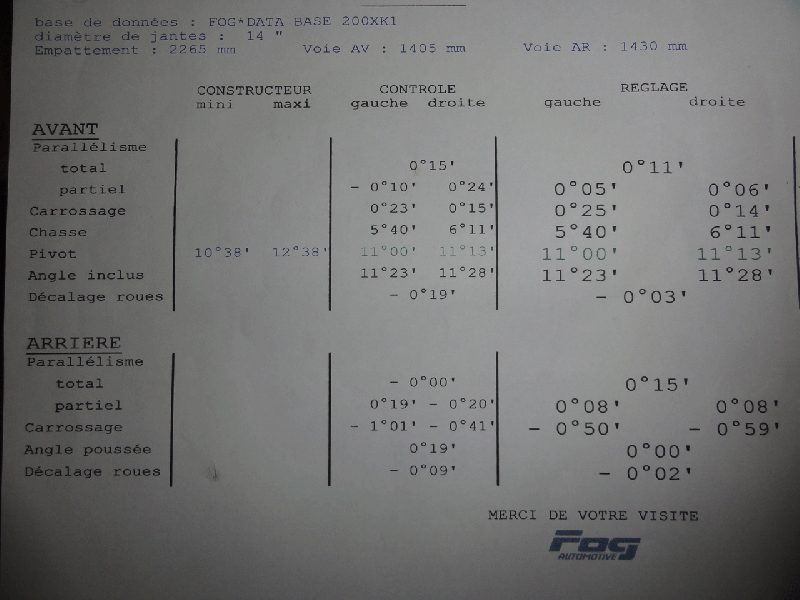 base de données : FOG*DATA BASE 200XK1
diamètre de jantes : 14 "
Empattement : 2265 mm Voie AV : 1405 mm Voie AR : 1430 mm
CONSTRUCTEUR CONTROLE REGLAGE
mini maxi gauche droite gauche droite
AVANT
Parallélisme
total 0°15' 0°11'
partiel - 0°10' 0°24' 0°05' 0°06'
Carrossage 0°23' 0°15' 0°25' 0°14'
Chasse 5°40' 6°11' 5°40' 6°11'
Pivot 10°38' 12°38' 11°00' 11°13' 11°00' 11°13'
Angle inclus 11°23' 11°28' 11°23' 11°28'
Décalage roues - 0°19' - 0°03'
ARRIERE
Parallélisme
total - 0°00' 0°15'
partiel 0°19' - 0°20' 0°08' 0°08'
Carrossage - 1°01' - 0°41' - 0°50' - 0°59'
Angle poussée 0°19' 0°00'
Décalage roues - 0°09' - 0°02'
MERCI DE VOTRE VISITE
Fog
AUTOMOTIVE